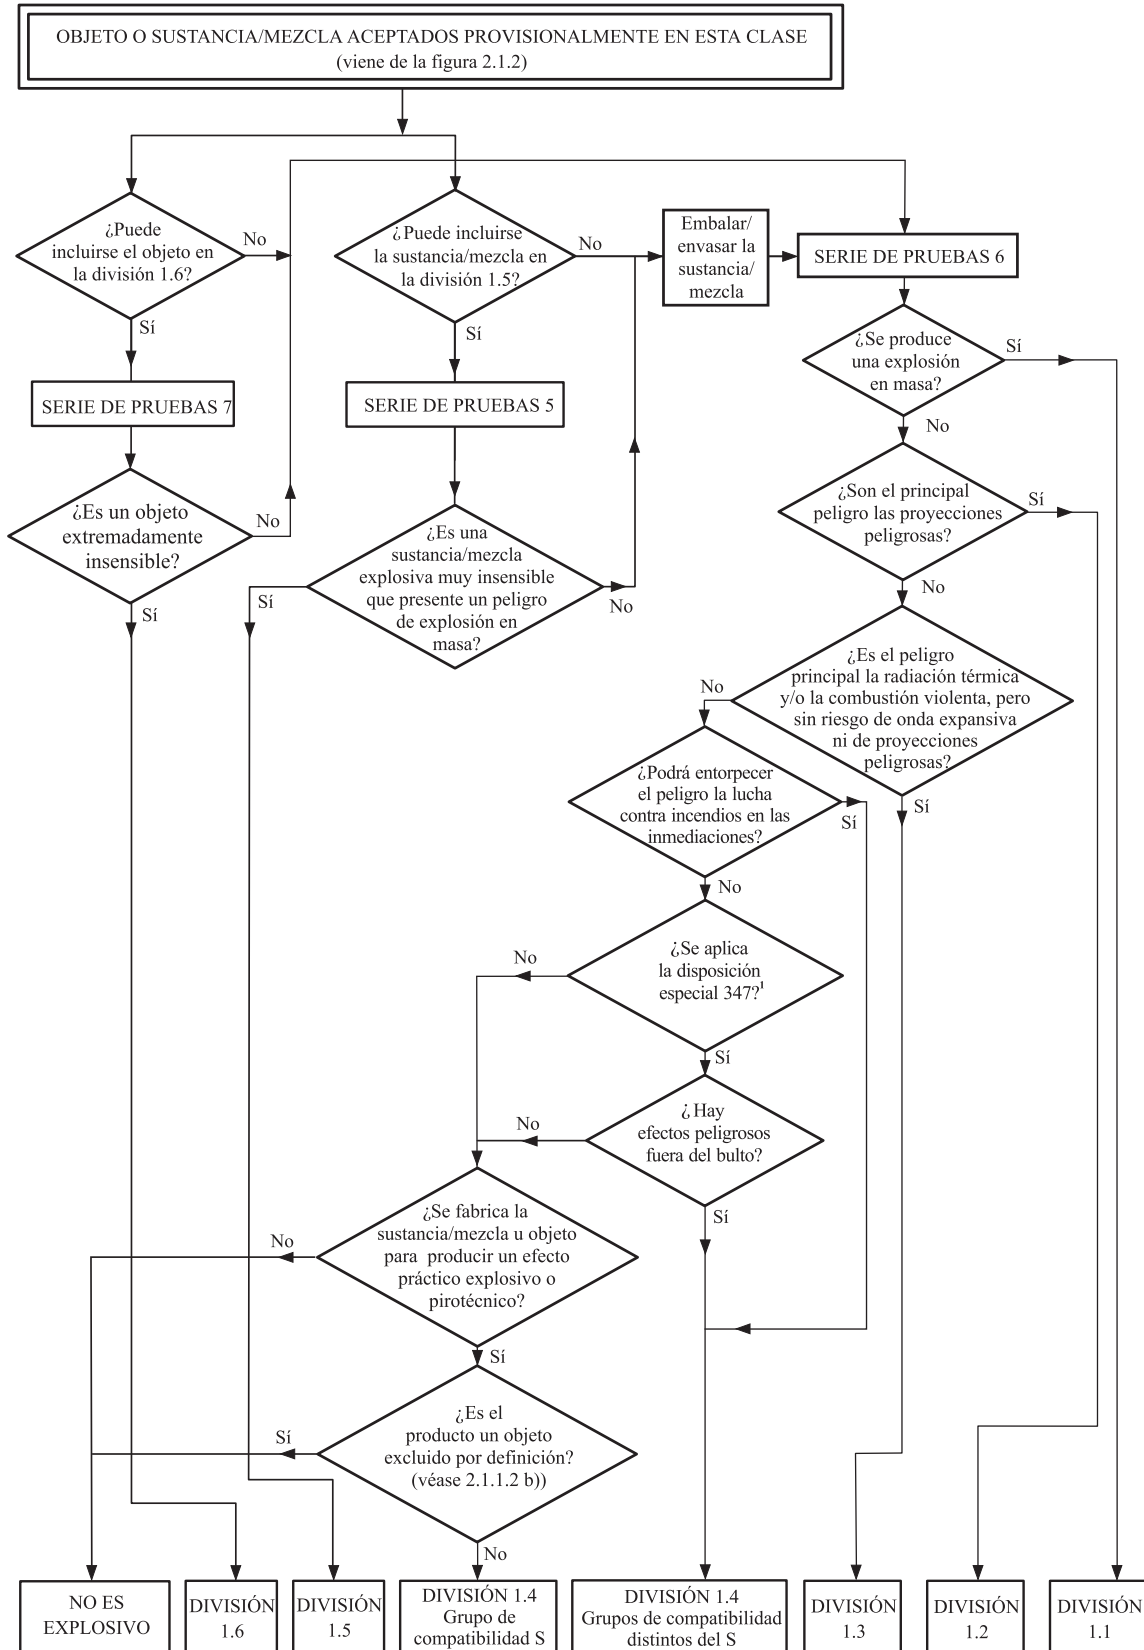 OBJETO O SUSTANCIA/MEZCLA ACEPTADOS PROVISIONALMENTE EN ESTA CLASE
(viene de la figura 2.1.2)
¿Puede
incluirse el objeto en
la división 1.6?
No
Sí
SERIE DE PRUEBAS 7
¿Es un objeto
extremadamente
insensible?
No
Sí
¿Puede incluirse
la sustancia/mezcla en
la división 1.5?
No
Sí
SERIE DE PRUEBAS 5
¿Es una
sustancia/mezcla
explosiva muy insensible
que presente un peligro
de explosión en
masa?
Sí
No
Embalar/
envasar la
sustancia/
mezcla
SERIE DE PRUEBAS 6
¿Se produce
una explosión
en masa?
Sí
No
¿Son el principal
peligro las proyecciones
peligrosas?
Sí
No
¿Es el peligro
principal la radiación térmica
y/o la combustión violenta, pero
sin riesgo de onda expansiva
ni de proyecciones
peligrosas?
No
Sí
¿Podrá entorpecer
el peligro la lucha
contra incendios en las
inmediaciones?
Sí
No
¿Se aplica
la disposición
especial 347?¹
No
Sí
¿Hay
efectos peligrosos
fuera del bulto?
No
Sí
¿Se fabrica la
sustancia/mezcla u objeto
para producir un efecto
práctico explosivo o
pirotécnico?
No
Sí
¿Es el
producto un objeto
excluido por definición?
(véase 2.1.1.2 b))
Sí
No
NO ES
EXPLOSIVO
DIVISIÓN
1.6
DIVISIÓN
1.5
DIVISIÓN 1.4
Grupo de
compatibilidad S
DIVISIÓN 1.4
Grupos de compatibilidad
distintos del S
DIVISIÓN
1.3
DIVISIÓN
1.2
DIVISIÓN
1.1